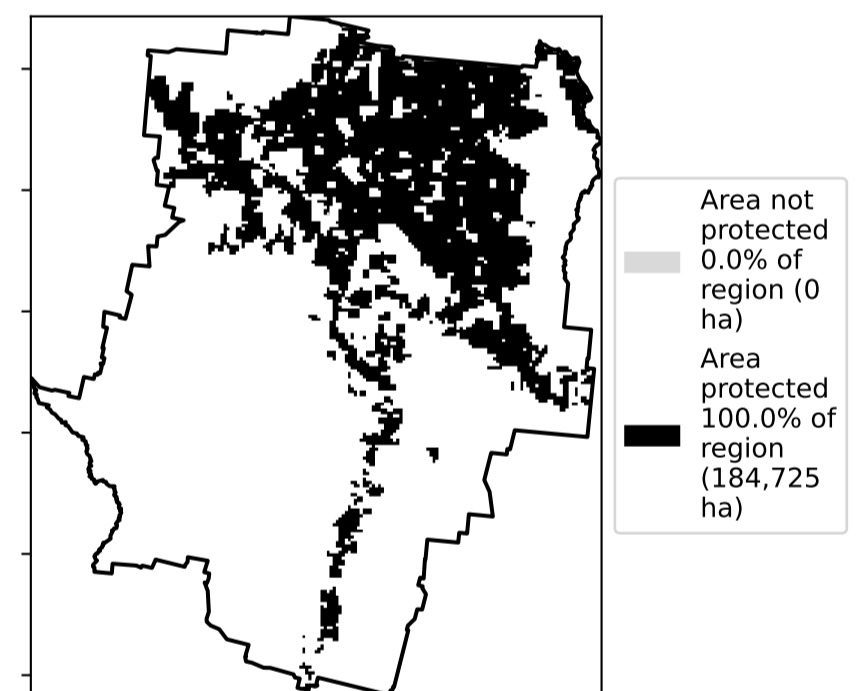 Area not
protected
0.0% of
region (0
ha)
Area
protected
100.0% of
region
(184,725
ha)